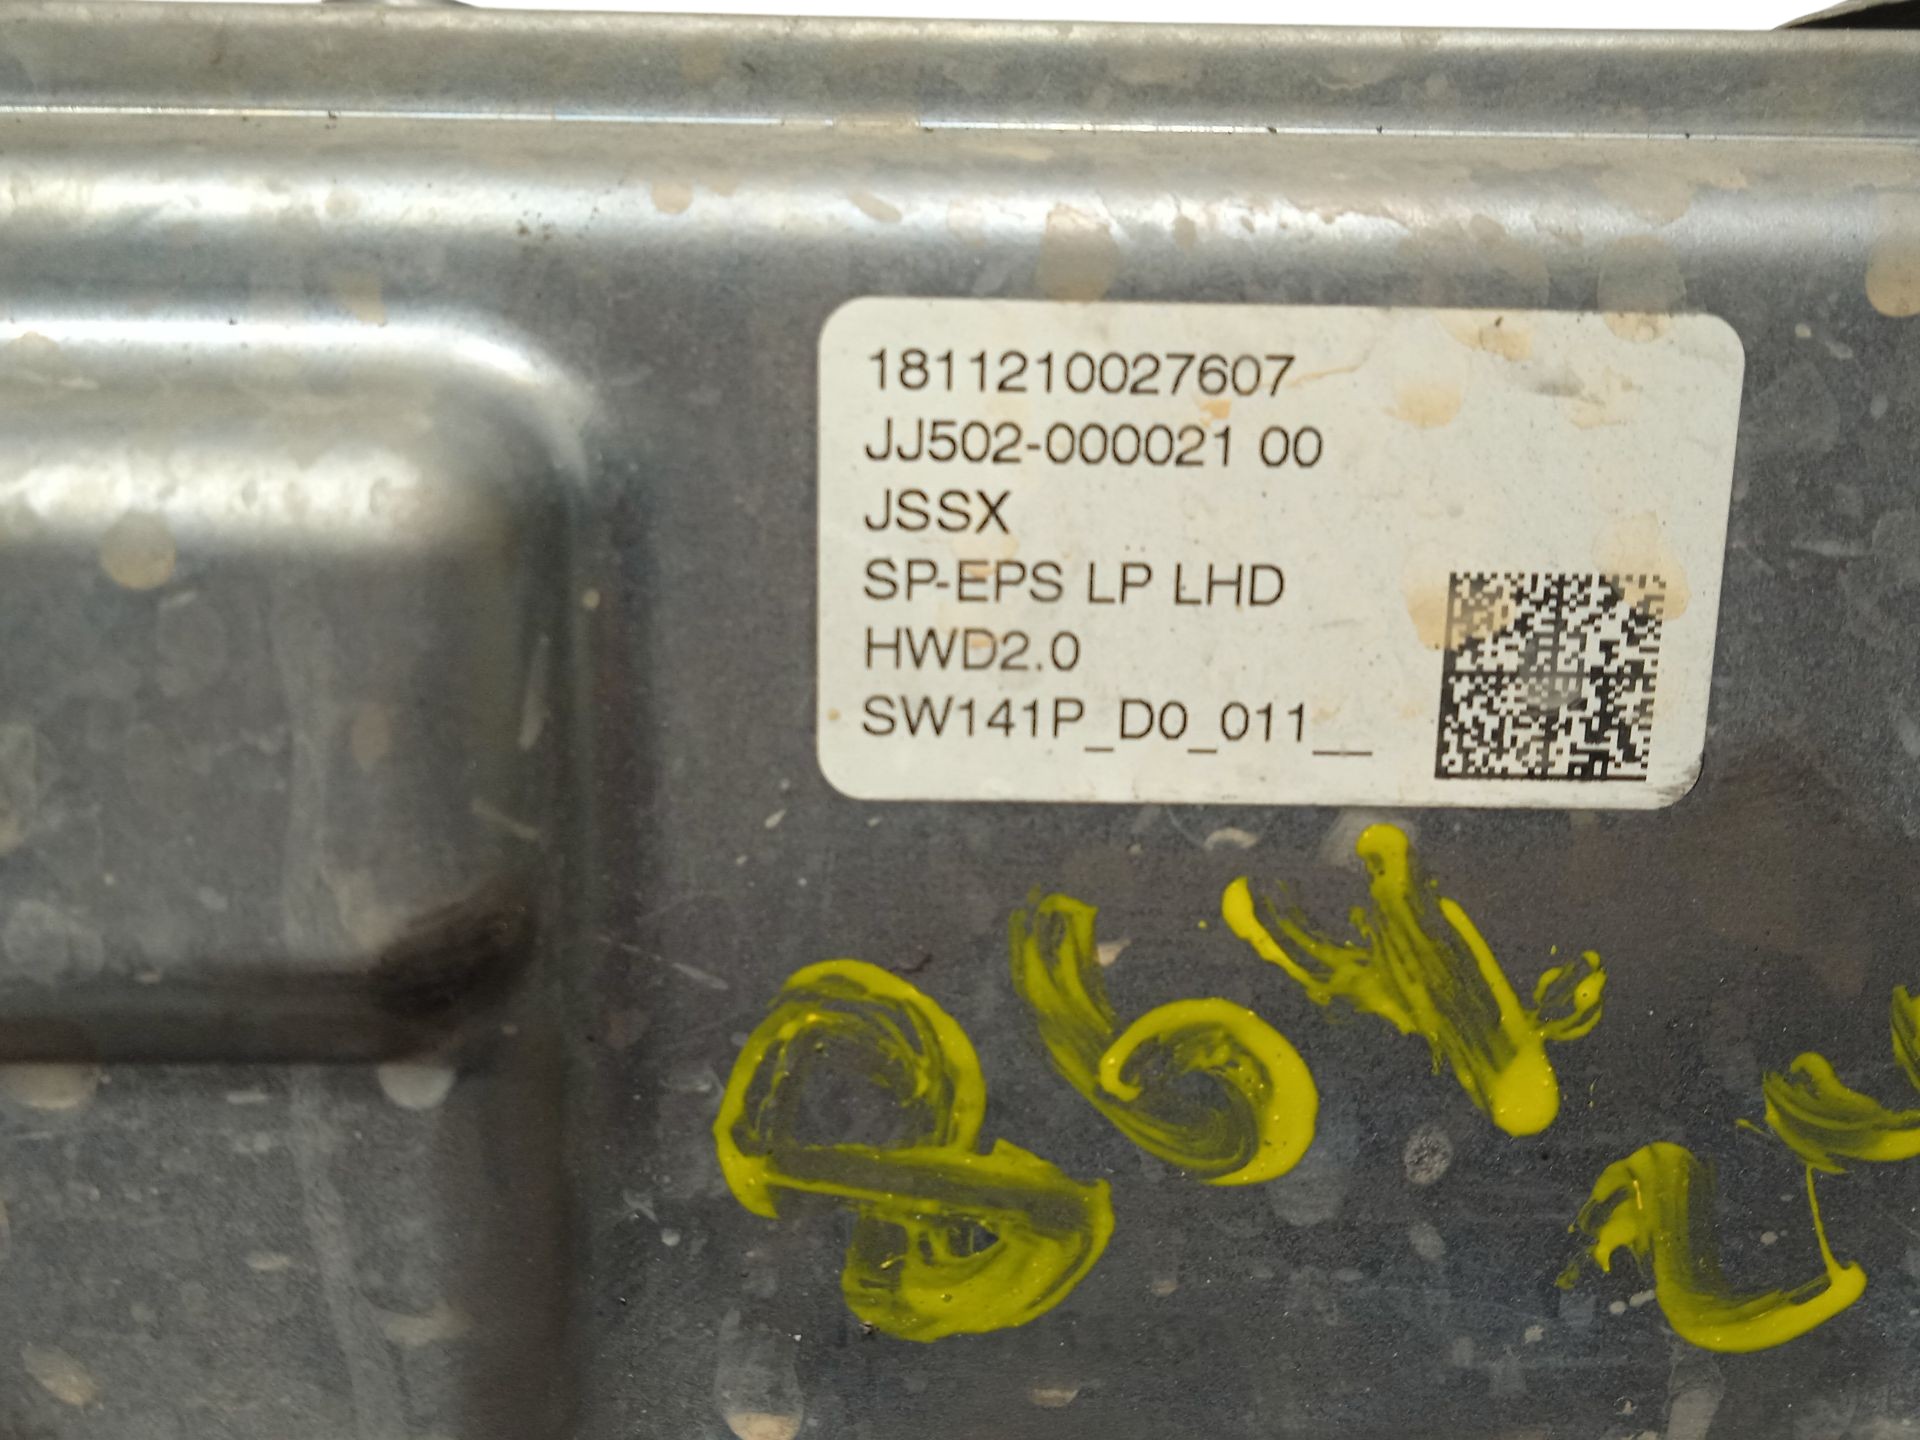 1811210027607
JJ502-000021 00
JSSX
SP-EPS LP LHD
HWD2.0
SW141P_D0_011__